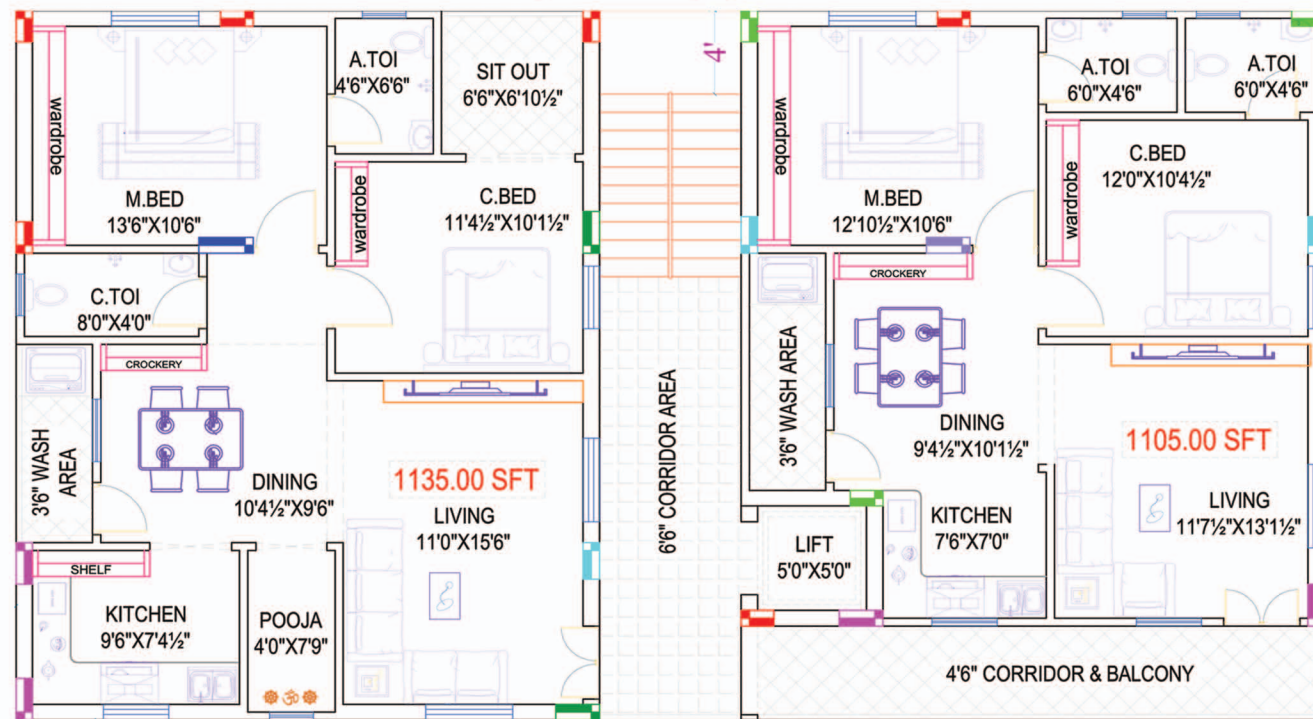 A.TOI
4'6"X6'6"
SIT OUT
6'6"X6'10½"
wardrobe
M.BED
13'6"X10'6"
wardrobe
C.BED
11'4½"X10'1½"
C.TOI
8'0"X4'0"
CROCKERY
3'6" WASH
AREA
DINING
10'4½"X9'6"
1135.00 SFT
LIVING
11'0"X15'6"
SHELF
KITCHEN
9'6"X7'4½"
POOJA
4'0"X7'9"
ॐ
4'
6'6" CORRIDOR AREA
wardrobe
M.BED
12'10½"X10'6"
A.TOI
6'0"X4'6"
A.TOI
6'0"X4'6"
wardrobe
C.BED
12'0"X10'4½"
CROCKERY
3'6" WASH AREA
DINING
9'4½"X10'1½"
1105.00 SFT
LIVING
11'7½"X13'1½"
KITCHEN
7'6"X7'0"
LIFT
5'0"X5'0"
4'6" CORRIDOR & BALCONY